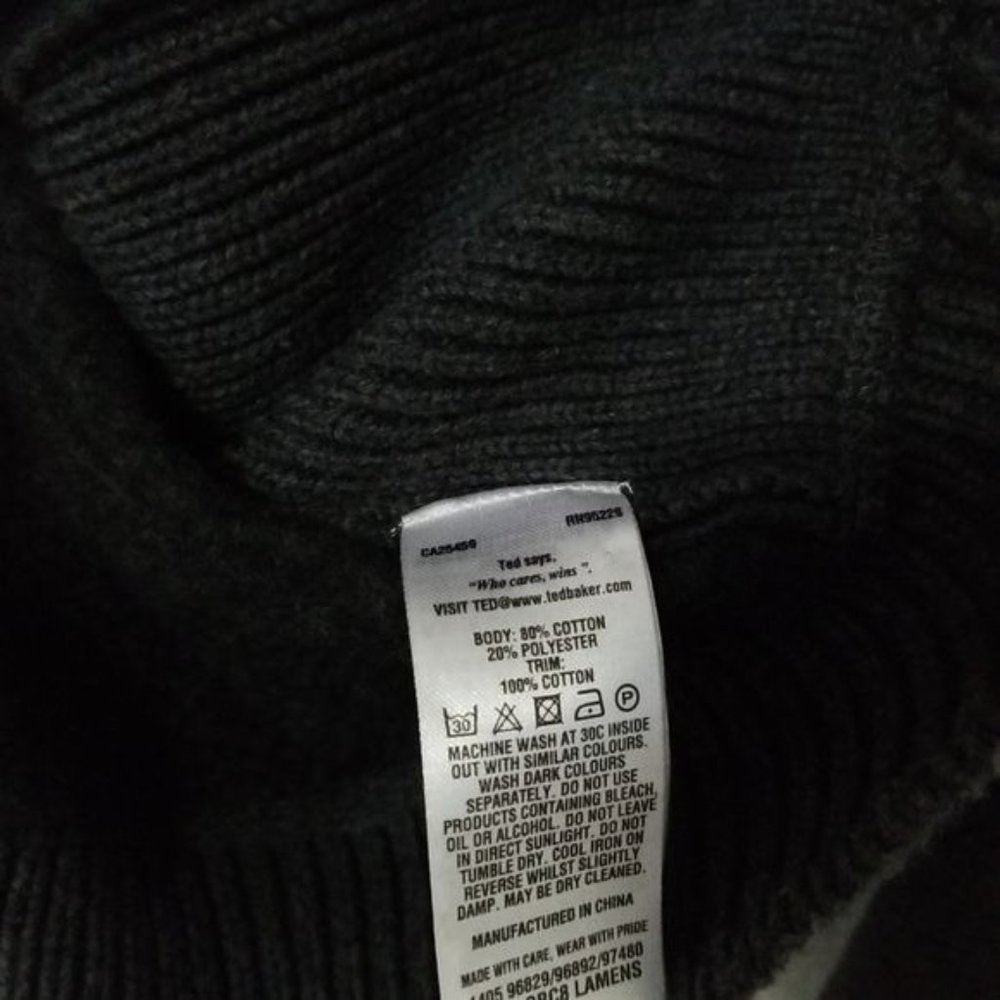 CA25459 RN95229
Ted says,
"Who cares, wins".
VISIT TED@www.tedbaker.com
BODY: 80% COTTON
20% POLYESTER
TRIM:
100% COTTON
30 P
MACHINE WASH AT 30C INSIDE
OUT WITH SIMILAR COLOURS.
WASH DARK COLOURS
SEPARATELY. DO NOT USE
PRODUCTS CONTAINING BLEACH,
OIL OR ALCOHOL. DO NOT LEAVE
IN DIRECT SUNLIGHT. DO NOT
TUMBLE DRY. COOL IRON ON
REVERSE WHILST SLIGHTLY
DAMP. MAY BE DRY CLEANED.
MANUFACTURED IN CHINA
MADE WITH CARE, WEAR WITH PRIDE
96829/96892/97480
LAMENS